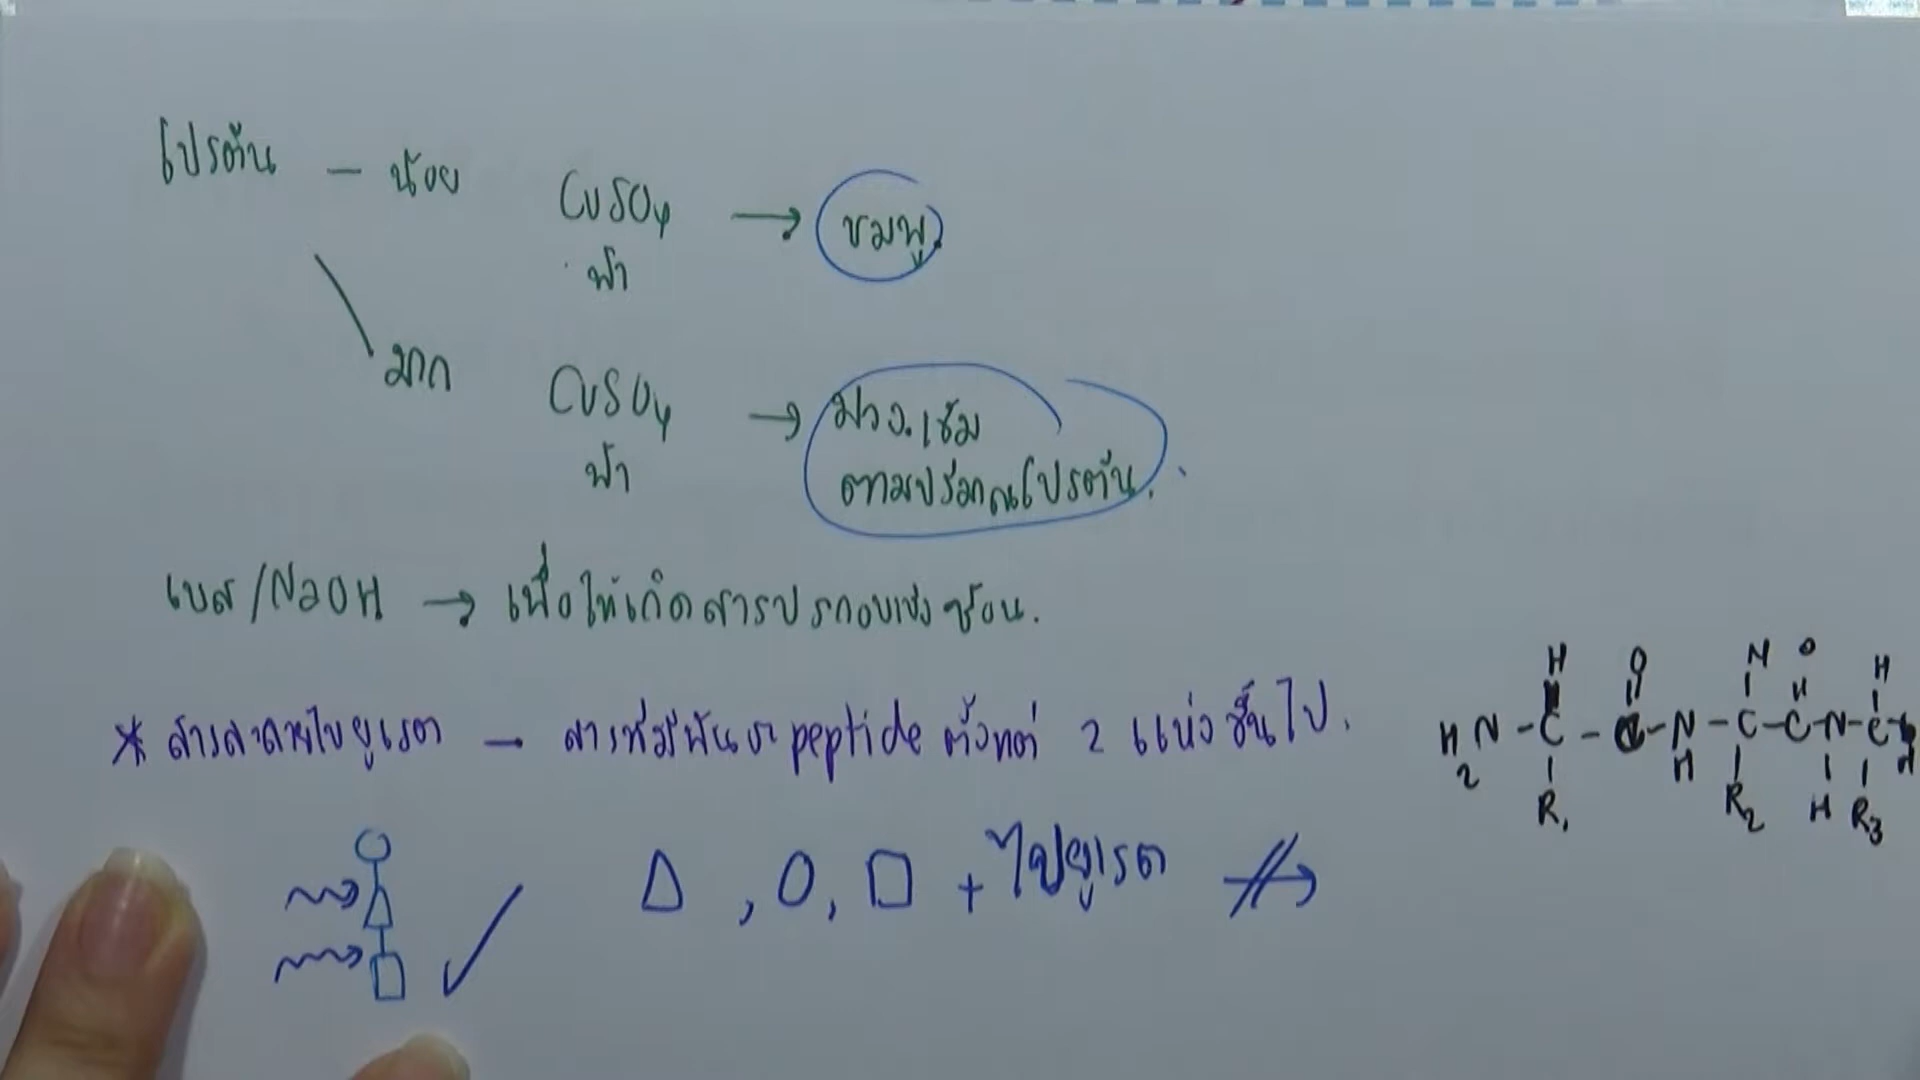 โปรตีน - น้อย CuSO4 → ชมพู
ฟ้า
มาก CuSO4 → ม่วง.เข้ม
ฟ้า ตามปริมาณโปรตีน.
เบส/NaOH → เพื่อให้เกิดสารประกอบเชิงซ้อน.
* สารละลายไบยูเรต - สารที่มีพันธะ peptide ตั้งแต่ 2 แห่งขึ้นไป.
H O N O H
H2N - C - C - N - C - C - N - C
R1 H R2 H R3
Δ , O, □ + ไบยูเรต